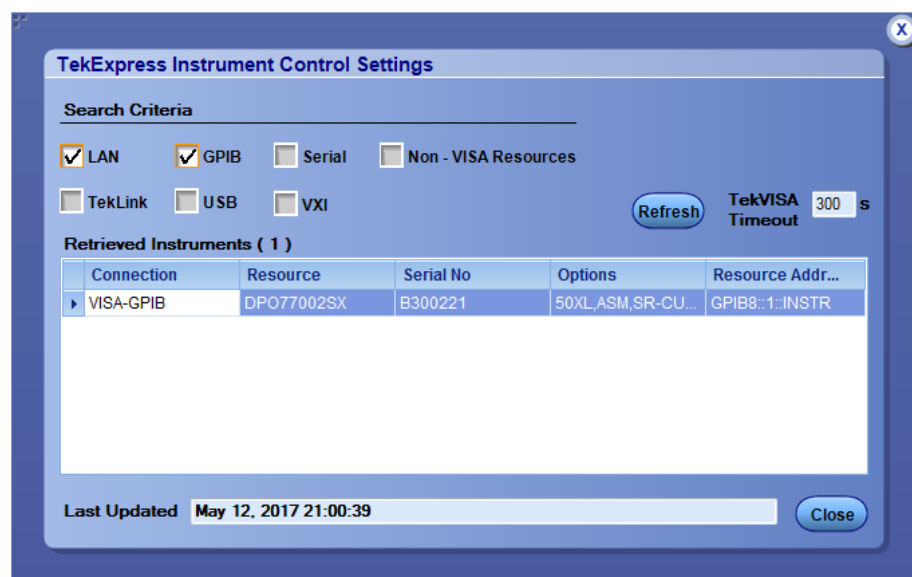 X
TekExpress Instrument Control Settings
Search Criteria
LAN GPIB Serial Non - VISA Resources
TekLink USB VXI Refresh TekVISA Timeout 300 s
Retrieved Instruments ( 1 )
Connection Resource Serial No Options Resource Addr...
VISA-GPIB DPO77002SX B300221 50XL,ASM,SR-CU... GPIB8::1::INSTR
Last Updated May 12, 2017 21:00:39 Close